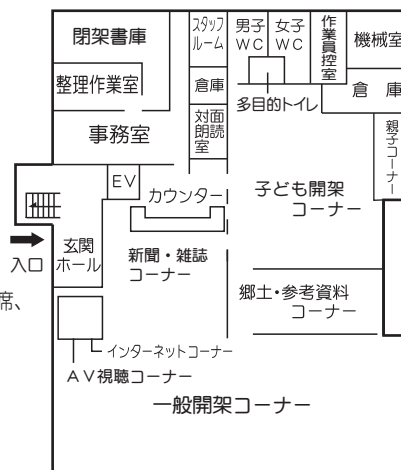 閉架書庫
整理作業室
事務室
スタッフ
ルーム
倉庫
対面
朗読
室
男子
WC
女子
WC
多目的トイレ
作業員控室
機械室
倉庫
親子コーナー
EV
カウンター
子ども開架
コーナー
入口
玄関
ホール
新聞・雑誌
コーナー
郷土・参考資料
コーナー
席、
インターネットコーナー
AV視聴コーナー
一般開架コーナー